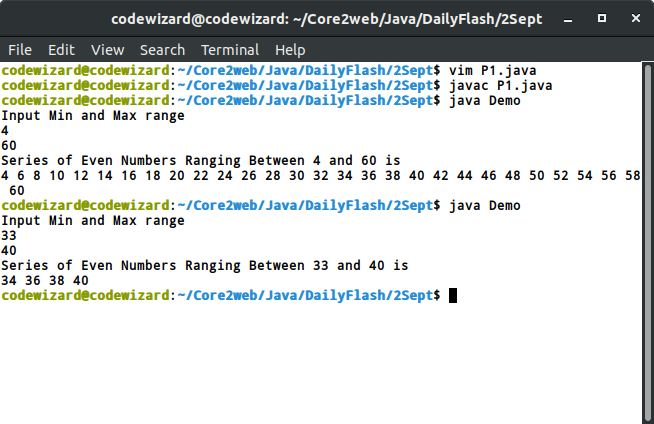 codewizard@codewizard: ~/Core2web/Java/DailyFlash/2Sept
File Edit View Search Terminal Help
codewizard@codewizard:~/Core2web/Java/DailyFlash/2Sept$ vim P1.java
codewizard@codewizard:~/Core2web/Java/DailyFlash/2Sept$ javac P1.java
codewizard@codewizard:~/Core2web/Java/DailyFlash/2Sept$ java Demo
Input Min and Max range
4
60
Series of Even Numbers Ranging Between 4 and 60 is
4 6 8 10 12 14 16 18 20 22 24 26 28 30 32 34 36 38 40 42 44 46 48 50 52 54 56 58
 60
codewizard@codewizard:~/Core2web/Java/DailyFlash/2Sept$ java Demo
Input Min and Max range
33
40
Series of Even Numbers Ranging Between 33 and 40 is
34 36 38 40
codewizard@codewizard:~/Core2web/Java/DailyFlash/2Sept$